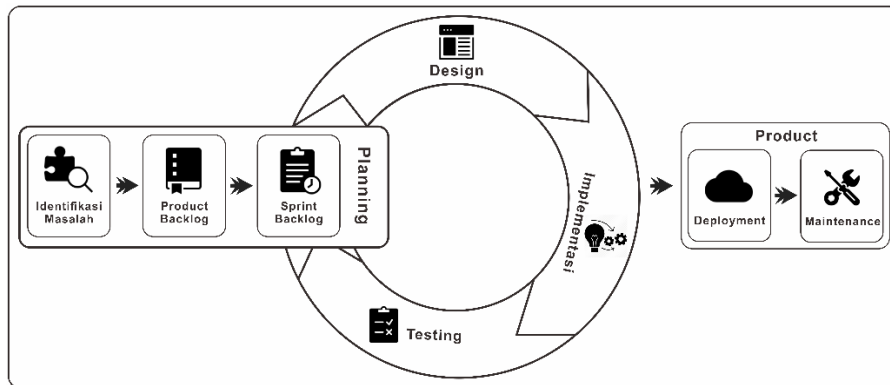 Design
Identifikasi
Masalah
Product
Backlog
Sprint
Backlog
Planning
Implementasi
Testing
Product
Deployment
Maintenance